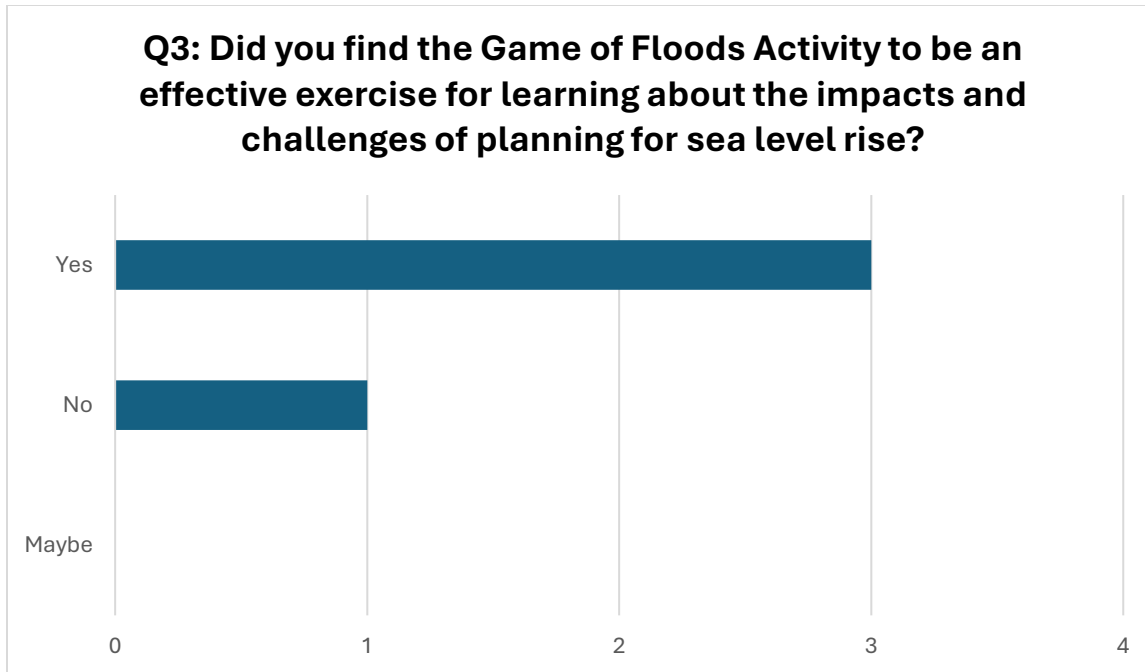 Q3: Did you find the Game of Floods Activity to be an
effective exercise for learning about the impacts and
challenges of planning for sea level rise?
Yes
No
Maybe
0 1 2 3 4